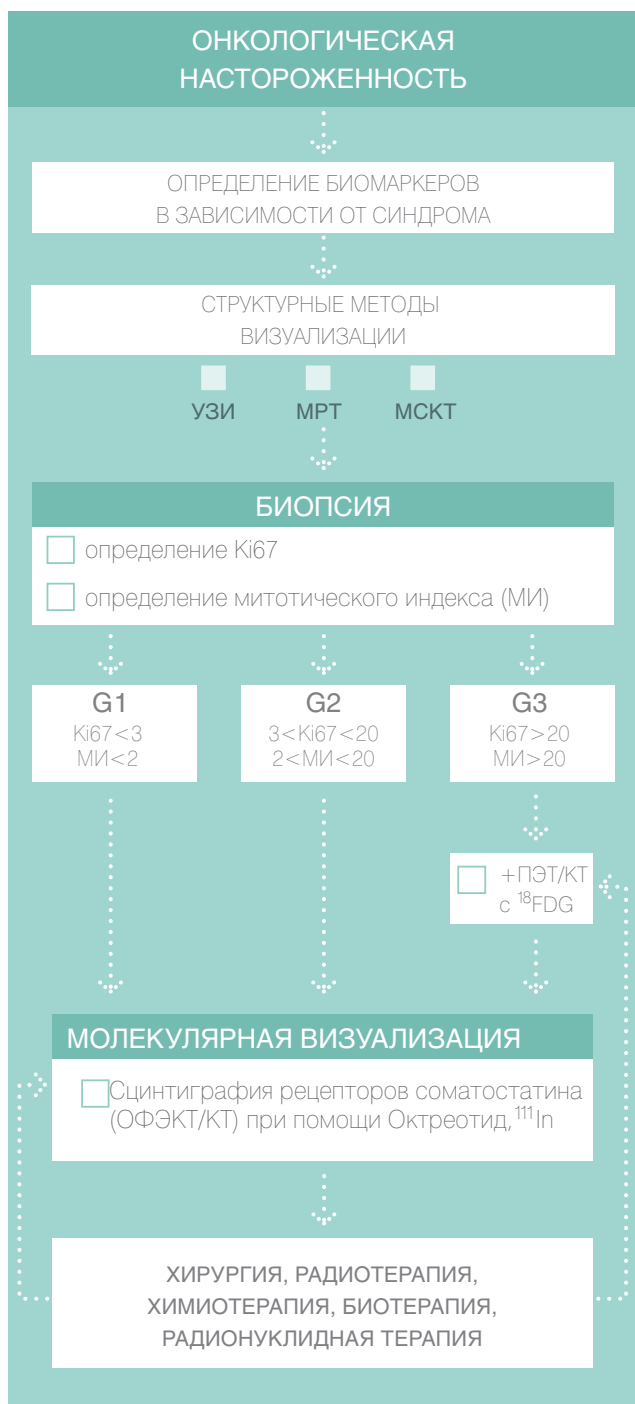 ОНКОЛОГИЧЕСКАЯ
НАСТОРОЖЕННОСТЬ
ОПРЕДЕЛЕНИЕ БИОМАРКЕРОВ
В ЗАВИСИМОСТИ ОТ СИНДРОМА
СТРУКТУРНЫЕ МЕТОДЫ
ВИЗУАЛИЗАЦИИ
УЗИ МРТ МСКТ
БИОПСИЯ
определение Ki67
определение митотического индекса (МИ)
G1
Ki67<3
МИ<2
G2
3<Ki67<20
2<МИ<20
G3
Ki67>20
МИ>20
+ПЭТ/КТ
с ¹⁸FDG
МОЛЕКУЛЯРНАЯ ВИЗУАЛИЗАЦИЯ
Сцинтиграфия рецепторов соматостатина
(ОФЭКТ/КТ) при помощи Октреотид,¹¹¹In
ХИРУРГИЯ, РАДИОТЕРАПИЯ,
ХИМИОТЕРАПИЯ, БИОТЕРАПИЯ,
РАДИОНУКЛИДНАЯ ТЕРАПИЯ